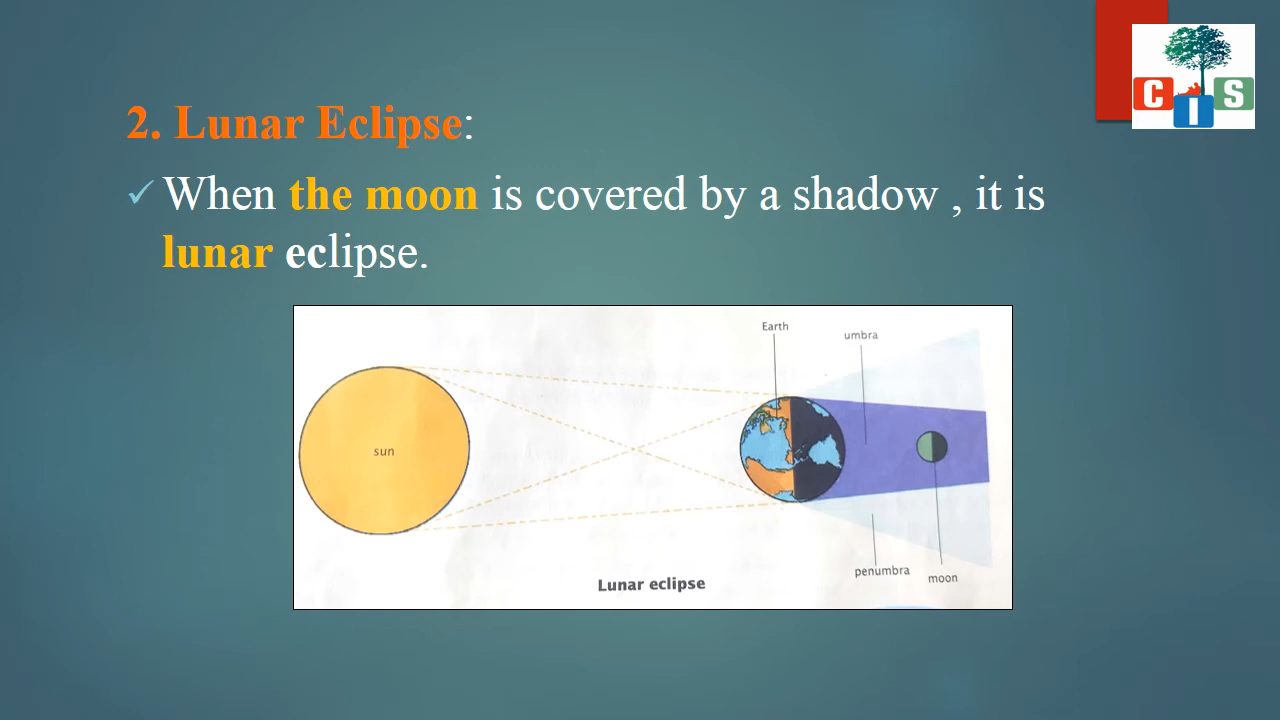 C I S
2. Lunar Eclipse:
✓ When the moon is covered by a shadow , it is
lunar eclipse.
Earth
umbra
sun
penumbra
moon
Lunar eclipse